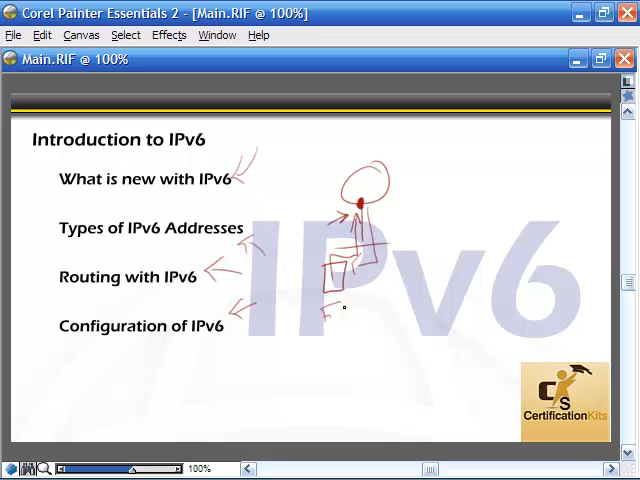 Corel Painter Essentials 2 - [Main.RIF @ 100%]
File Edit Canvas Select Effects Window Help
Main.RIF @ 100%
Introduction to IPv6
What is new with IPv6
Types of IPv6 Addresses
IPv6
Routing with IPv6
Configuration of IPv6
CS
CertificationKits
100%